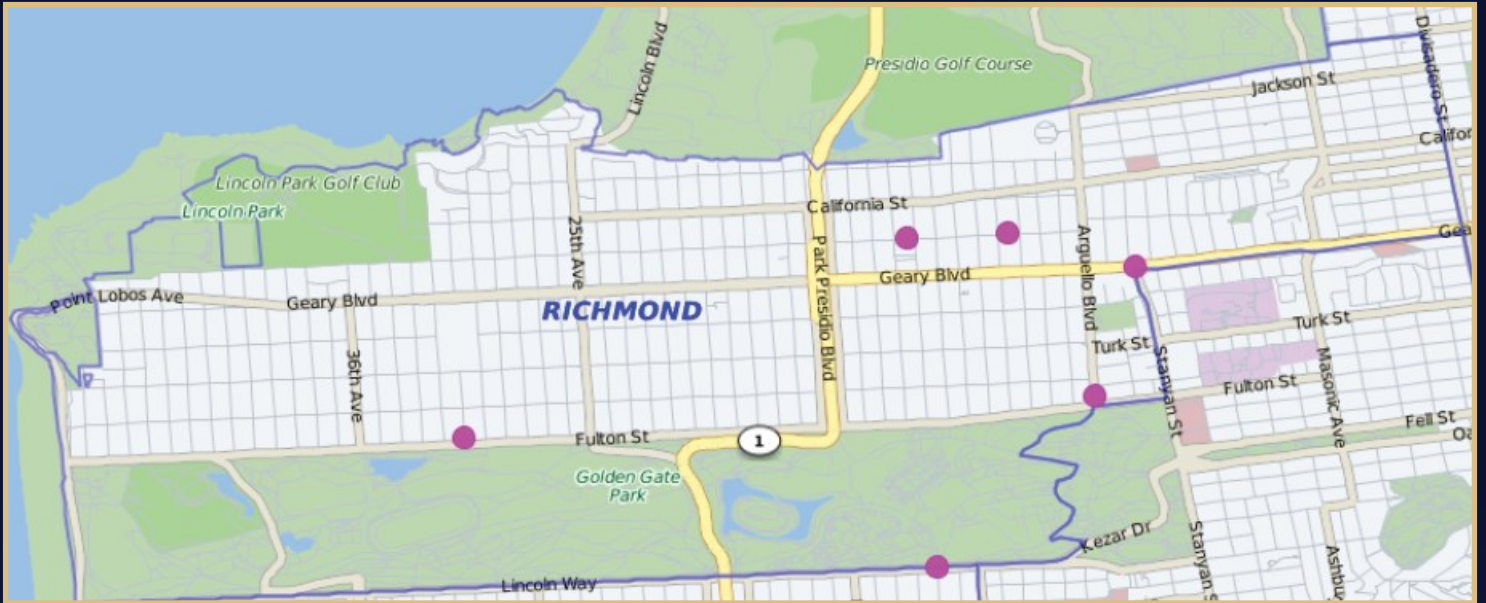 Lincoln Blvd
Presidio Golf Course
Divisadero St
Jackson St
Califor
Lincoln Park Golf Club
Lincoln Park
California St
25th Ave
Park Presidio Blvd
Arguello Blvd
Gea
Point Lobos Ave
Geary Blvd
Geary Blvd
RICHMOND
Turk St
Turk St
36th Ave
Stanyan St
Masonic Ave
Fulton St
Fell St
Oa
Fulton St
1
Golden Gate
Park
Kezar Dr
Stanyan S
Ashbu
Lincoln Way